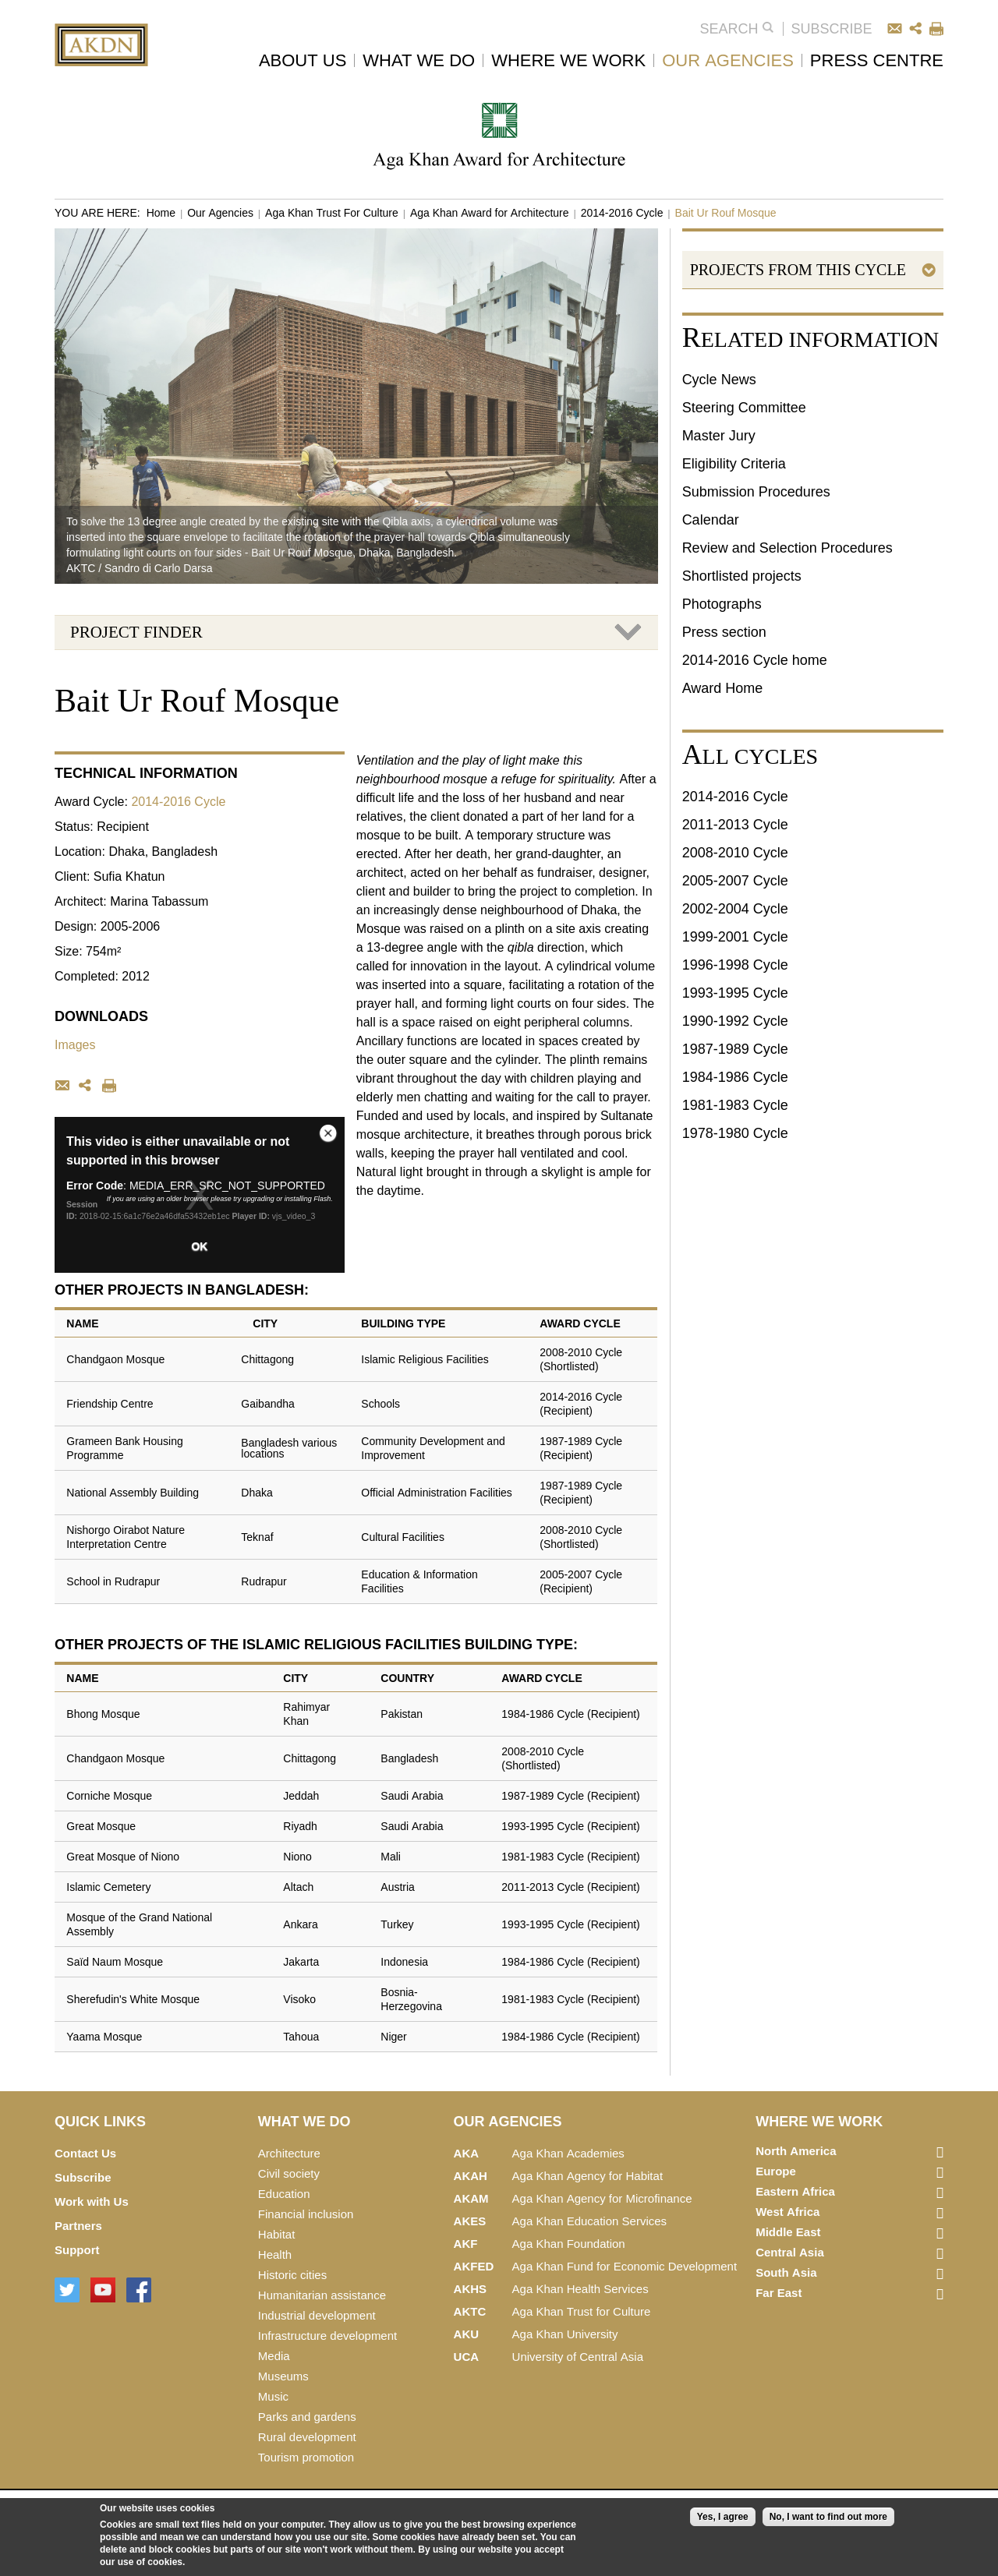 AKDN
SEARCH
SUBSCRIBE
ABOUT US
WHAT WE DO
WHERE WE WORK
OUR AGENCIES
PRESS CENTRE
Aga Khan Award for Architecture
YOU ARE HERE: Home | Our Agencies | Aga Khan Trust For Culture | Aga Khan Award for Architecture | 2014-2016 Cycle | Bait Ur Rouf Mosque
To solve the 13 degree angle created by the existing site with the Qibla axis, a cylendrical volume was
inserted into the square envelope to facilitate the rotation of the prayer hall towards Qibla simultaneously
formulating light courts on four sides - Bait Ur Rouf Mosque, Dhaka, Bangladesh.
AKTC / Sandro di Carlo Darsa
PROJECT FINDER
Bait Ur Rouf Mosque
TECHNICAL INFORMATION
Award Cycle: 2014-2016 Cycle
Status: Recipient
Location: Dhaka, Bangladesh
Client: Sufia Khatun
Architect: Marina Tabassum
Design: 2005-2006
Size: 754m²
Completed: 2012
DOWNLOADS
Images
This video is either unavailable or not
supported in this browser
Error Code: MEDIA_ERR_SRC_NOT_SUPPORTED
If you are using an older browser please try upgrading or installing Flash.
Session
ID: 2018-02-15:6a1c76e2a46dfa53432eb1ec Player ID: vjs_video_3
OK
Ventilation and the play of light make this
neighbourhood mosque a refuge for spirituality. After a
difficult life and the loss of her husband and near
relatives, the client donated a part of her land for a
mosque to be built. A temporary structure was
erected. After her death, her grand-daughter, an
architect, acted on her behalf as fundraiser, designer,
client and builder to bring the project to completion. In
an increasingly dense neighbourhood of Dhaka, the
Mosque was raised on a plinth on a site axis creating
a 13-degree angle with the qibla direction, which
called for innovation in the layout. A cylindrical volume
was inserted into a square, facilitating a rotation of the
prayer hall, and forming light courts on four sides. The
hall is a space raised on eight peripheral columns.
Ancillary functions are located in spaces created by
the outer square and the cylinder. The plinth remains
vibrant throughout the day with children playing and
elderly men chatting and waiting for the call to prayer.
Funded and used by locals, and inspired by Sultanate
mosque architecture, it breathes through porous brick
walls, keeping the prayer hall ventilated and cool.
Natural light brought in through a skylight is ample for
the daytime.
OTHER PROJECTS IN BANGLADESH:
NAME CITY BUILDING TYPE AWARD CYCLE
Chandgaon Mosque Chittagong Islamic Religious Facilities 2008-2010 Cycle
(Shortlisted)
Friendship Centre Gaibandha Schools 2014-2016 Cycle
(Recipient)
Grameen Bank Housing Bangladesh various Community Development and 1987-1989 Cycle
Programme locations Improvement (Recipient)
National Assembly Building Dhaka Official Administration Facilities 1987-1989 Cycle
(Recipient)
Nishorgo Oirabot Nature Teknaf Cultural Facilities 2008-2010 Cycle
Interpretation Centre (Shortlisted)
School in Rudrapur Rudrapur Education & Information 2005-2007 Cycle
Facilities (Recipient)
OTHER PROJECTS OF THE ISLAMIC RELIGIOUS FACILITIES BUILDING TYPE:
NAME CITY COUNTRY AWARD CYCLE
Bhong Mosque Rahimyar Pakistan 1984-1986 Cycle (Recipient)
Khan
Chandgaon Mosque Chittagong Bangladesh 2008-2010 Cycle
(Shortlisted)
Corniche Mosque Jeddah Saudi Arabia 1987-1989 Cycle (Recipient)
Great Mosque Riyadh Saudi Arabia 1993-1995 Cycle (Recipient)
Great Mosque of Niono Niono Mali 1981-1983 Cycle (Recipient)
Islamic Cemetery Altach Austria 2011-2013 Cycle (Recipient)
Mosque of the Grand National Ankara Turkey 1993-1995 Cycle (Recipient)
Assembly
Saïd Naum Mosque Jakarta Indonesia 1984-1986 Cycle (Recipient)
Sherefudin's White Mosque Visoko Bosnia- 1981-1983 Cycle (Recipient)
Herzegovina
Yaama Mosque Tahoua Niger 1984-1986 Cycle (Recipient)
PROJECTS FROM THIS CYCLE
RELATED INFORMATION
Cycle News
Steering Committee
Master Jury
Eligibility Criteria
Submission Procedures
Calendar
Review and Selection Procedures
Shortlisted projects
Photographs
Press section
2014-2016 Cycle home
Award Home
ALL CYCLES
2014-2016 Cycle
2011-2013 Cycle
2008-2010 Cycle
2005-2007 Cycle
2002-2004 Cycle
1999-2001 Cycle
1996-1998 Cycle
1993-1995 Cycle
1990-1992 Cycle
1987-1989 Cycle
1984-1986 Cycle
1981-1983 Cycle
1978-1980 Cycle
QUICK LINKS
Contact Us
Subscribe
Work with Us
Partners
Support
WHAT WE DO
Architecture
Civil society
Education
Financial inclusion
Habitat
Health
Historic cities
Humanitarian assistance
Industrial development
Infrastructure development
Media
Museums
Music
Parks and gardens
Rural development
Tourism promotion
OUR AGENCIES
AKA Aga Khan Academies
AKAH Aga Khan Agency for Habitat
AKAM Aga Khan Agency for Microfinance
AKES Aga Khan Education Services
AKF Aga Khan Foundation
AKFED Aga Khan Fund for Economic Development
AKHS Aga Khan Health Services
AKTC Aga Khan Trust for Culture
AKU Aga Khan University
UCA University of Central Asia
WHERE WE WORK
North America
Europe
Eastern Africa
West Africa
Middle East
Central Asia
South Asia
Far East
Our website uses cookies
Cookies are small text files held on your computer. They allow us to give you the best browsing experience
possible and mean we can understand how you use our site. Some cookies have already been set. You can
delete and block cookies but parts of our site won't work without them. By using our website you accept
our use of cookies.
Yes, I agree
No, I want to find out more